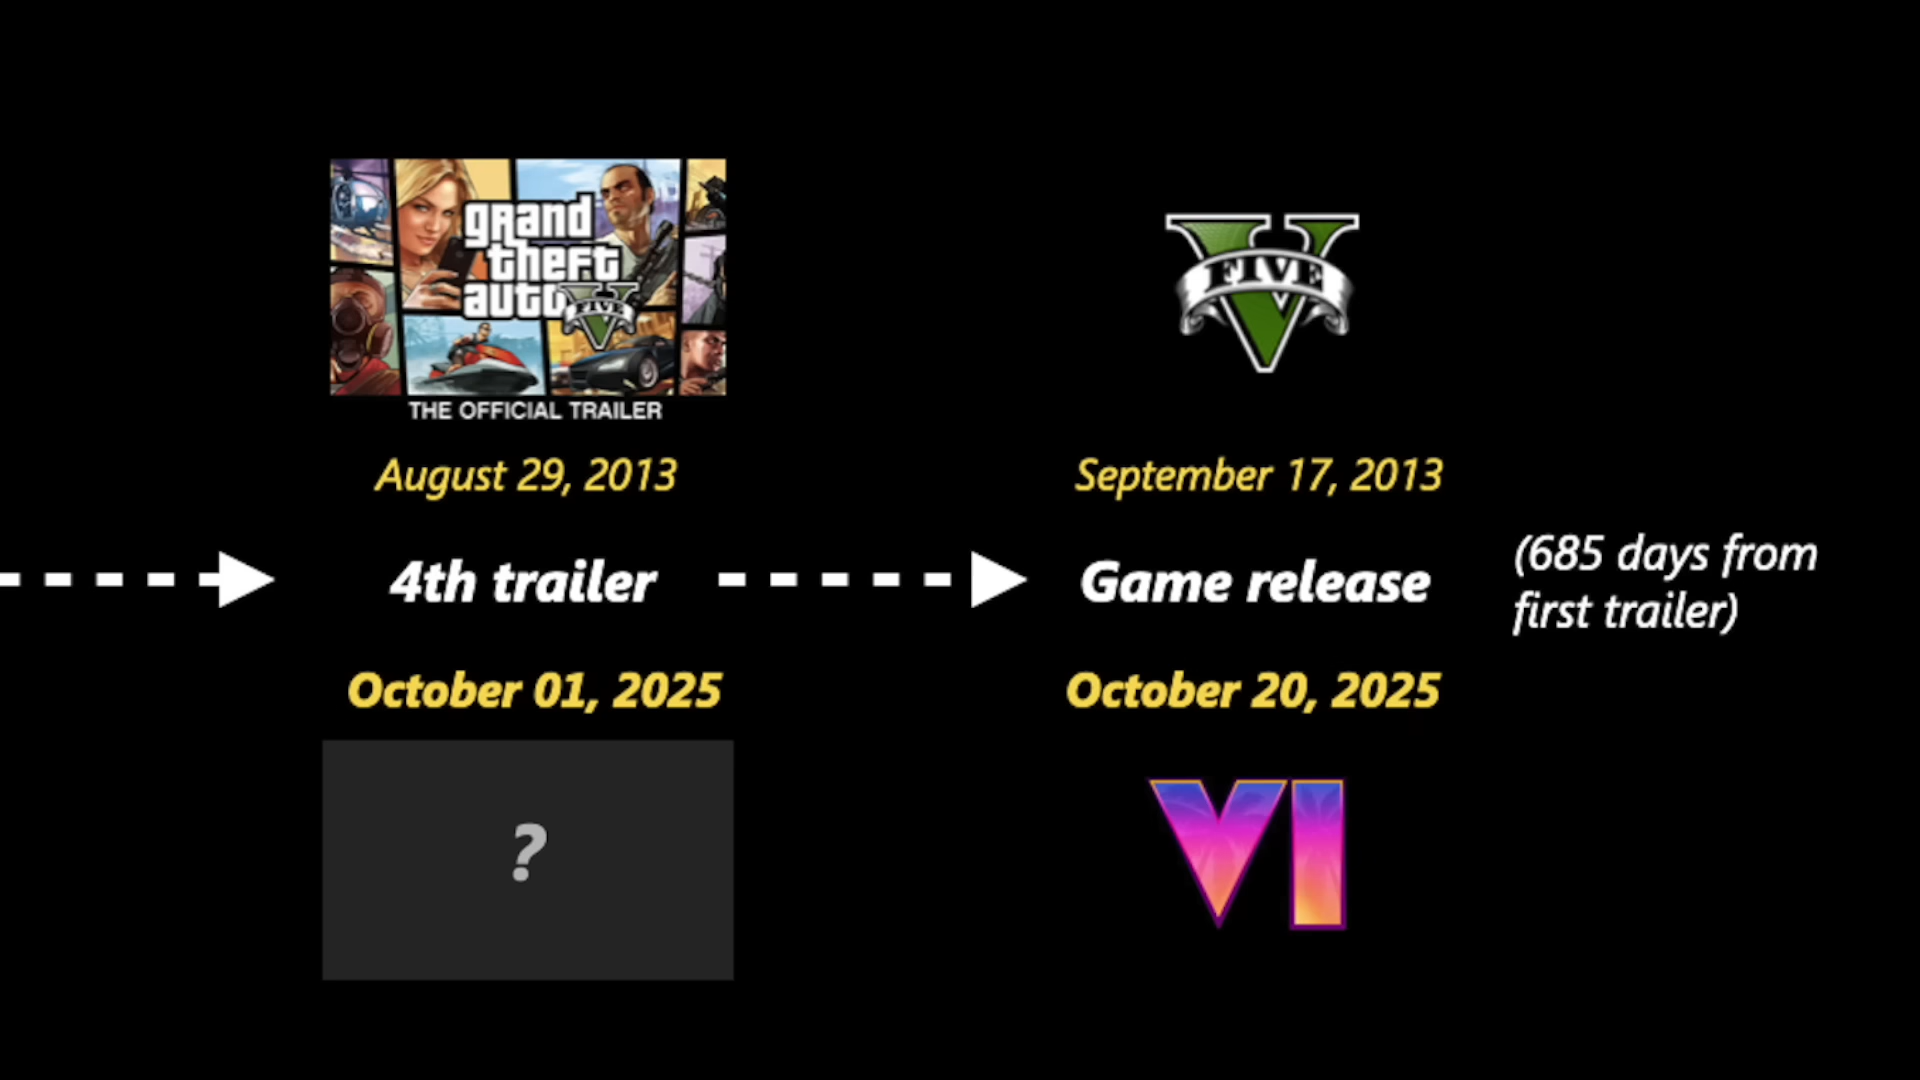 grand
theft
auto
FIVE
THE OFFICIAL TRAILER
August 29, 2013
4th trailer
October 01, 2025
?
V
FIVE
September 17, 2013
Game release
October 20, 2025
VI
(685 days from
first trailer)